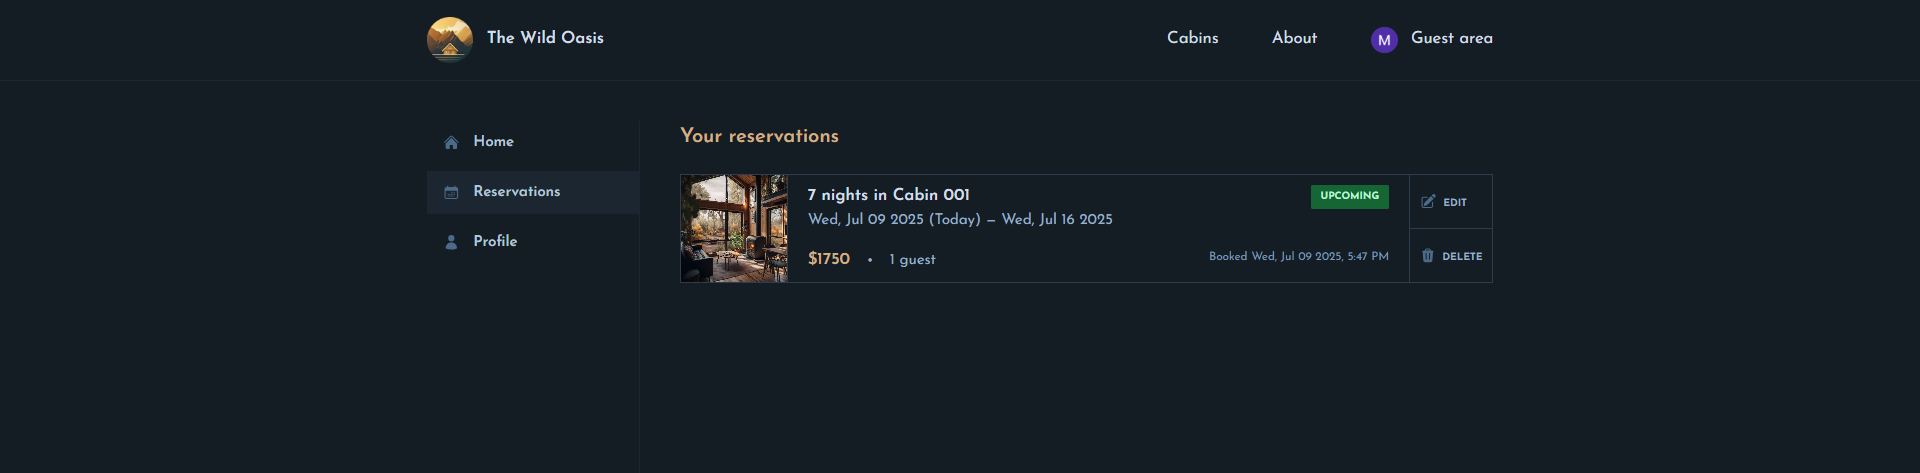 The Wild Oasis
Cabins
About
M
Guest area
Home
Reservations
Profile
Your reservations
7 nights in Cabin 001
UPCOMING
Wed, Jul 09 2025 (Today) — Wed, Jul 16 2025
$1750 • 1 guest
Booked Wed, Jul 09 2025, 5:47 PM
EDIT
DELETE